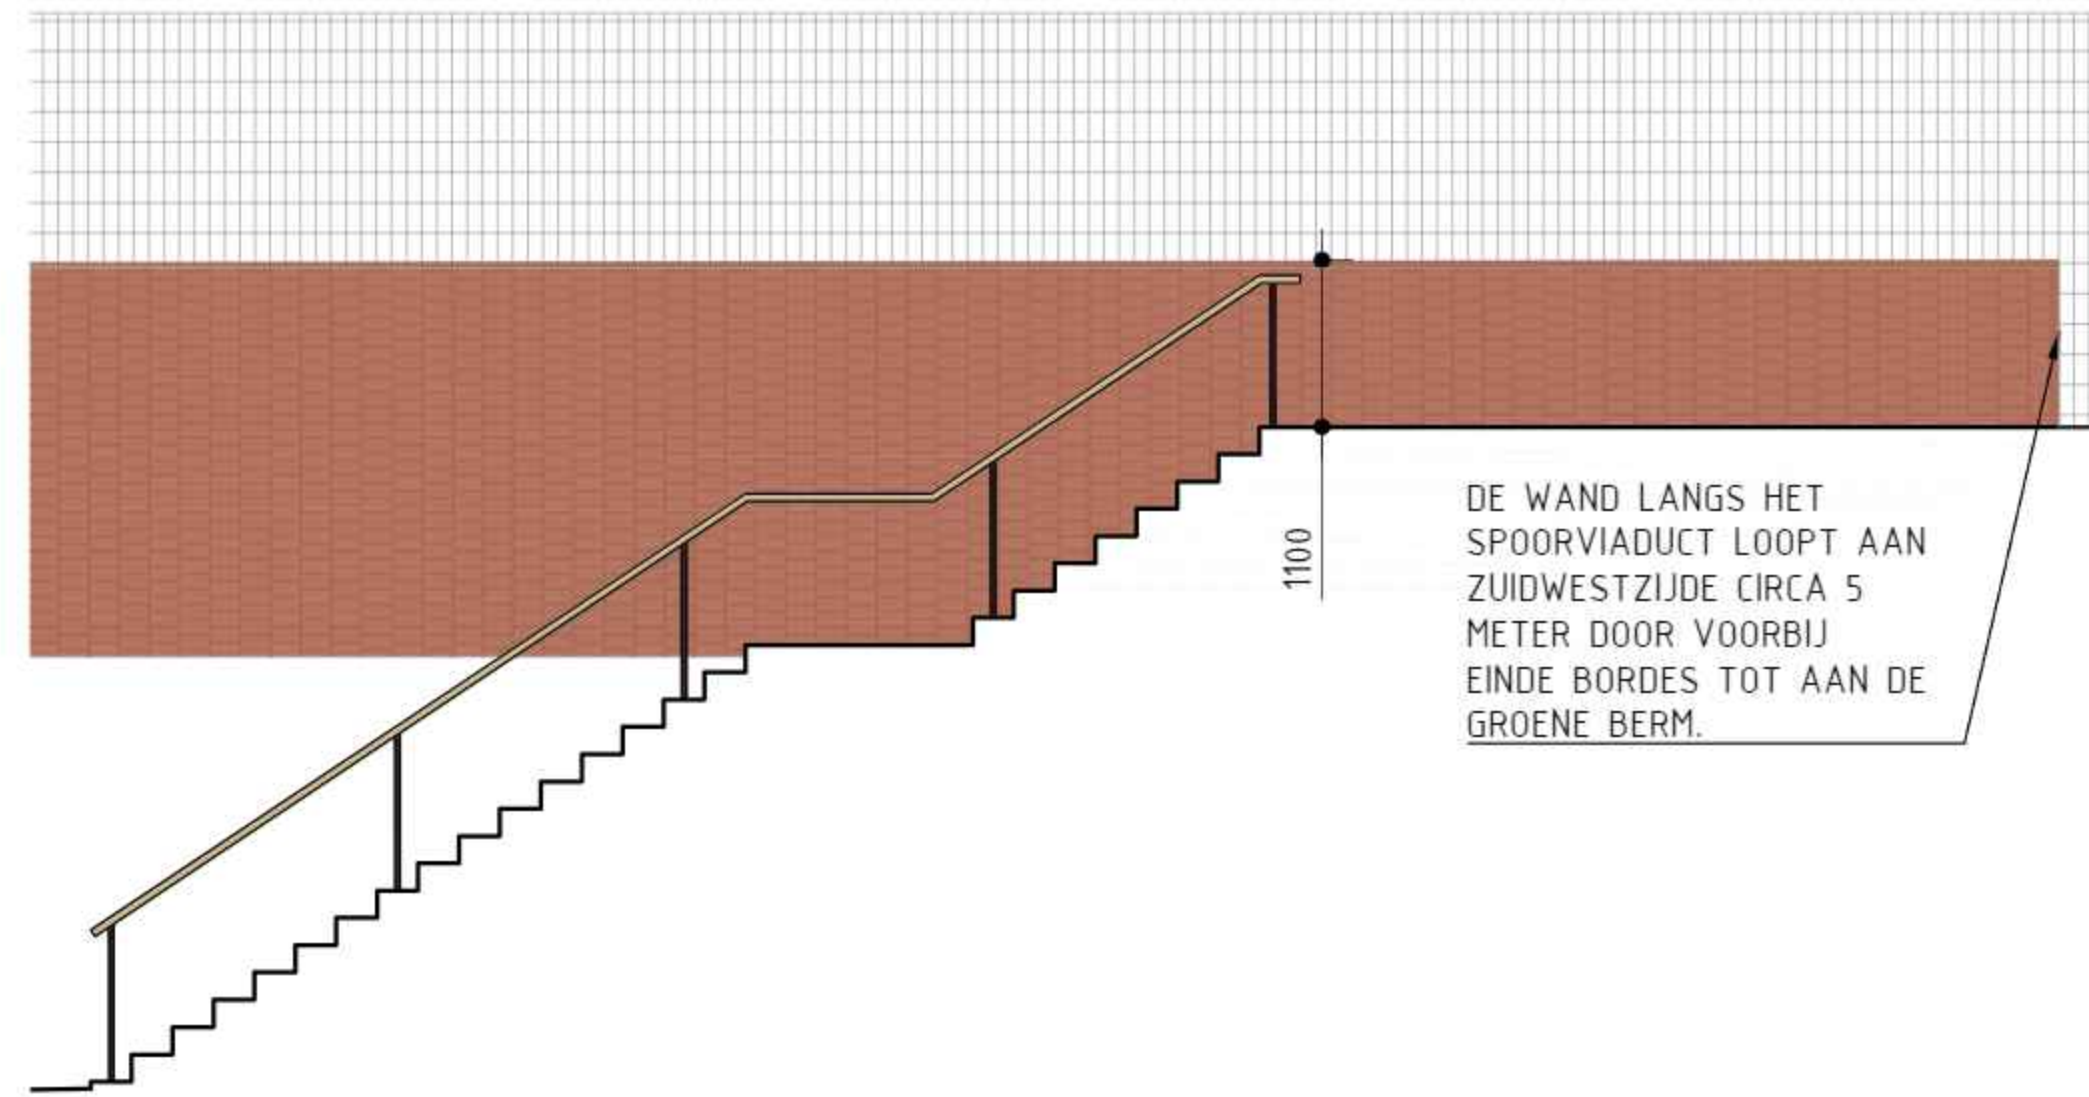 1100
DE WAND LANGS HET
SPOORVIADUCT LOOPT AAN
ZUIDWESTZIJDE CIRCA 5
METER DOOR VOORBIJ
EINDE BORDES TOT AAN DE
GROENE BERM.